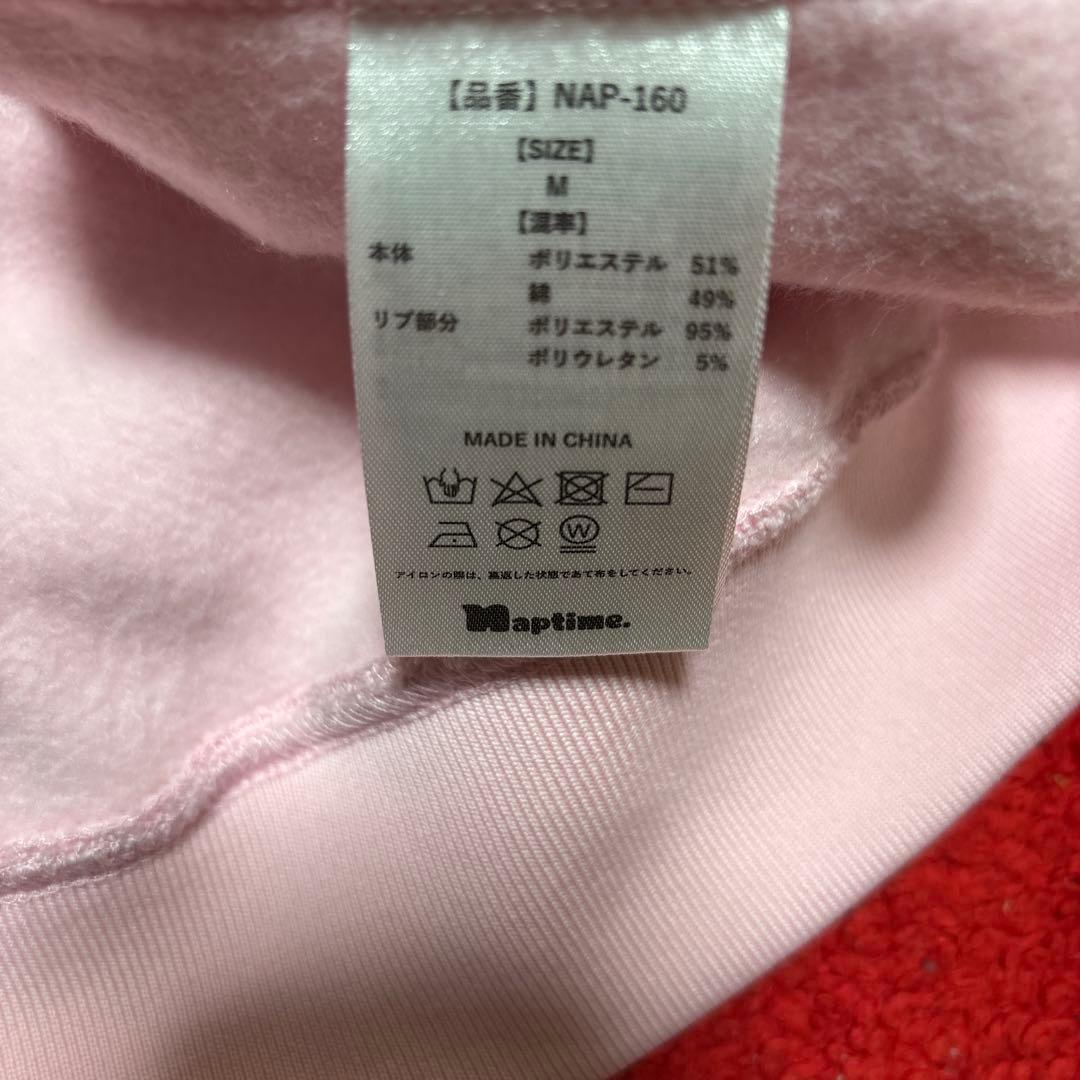 【品番】NAP-160
【SIZE】
M
【混率】
本体 ポリエステル 51%
綿 49%
リブ部分 ポリエステル 95%
ポリウレタン 5%
MADE IN CHINA
W
アイロンの際は、裏返した状態であて布をしてください。
Naptime.